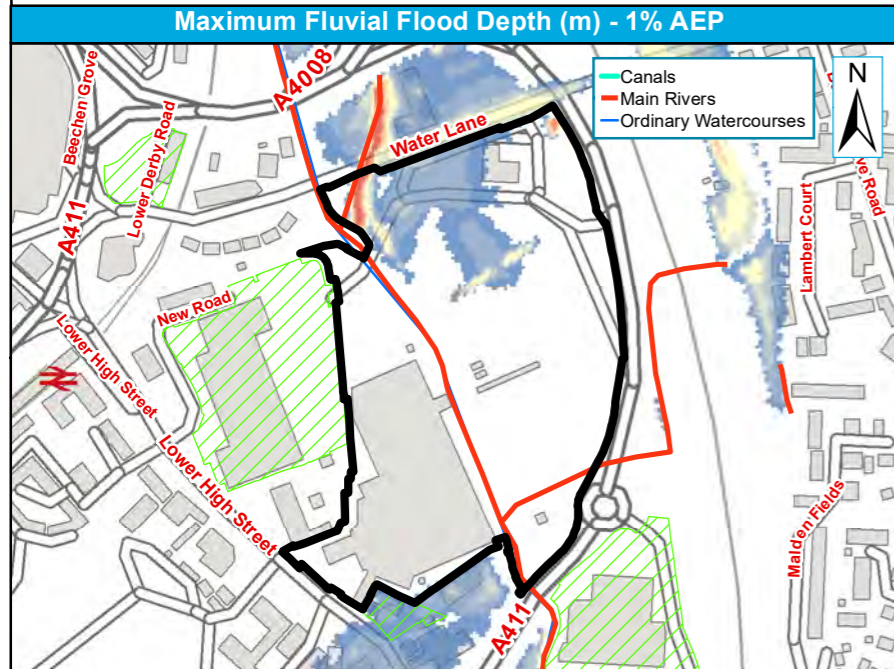 Maximum Fluvial Flood Depth (m) - 1% AEP
Canals
Main Rivers
Ordinary Watercourses
N
Beechen Grove
A4008
Lower Derby Road
Water Lane
A411
Lambert Court
New Road
Lower High Street
Lower High Street
Malden Fields
A411